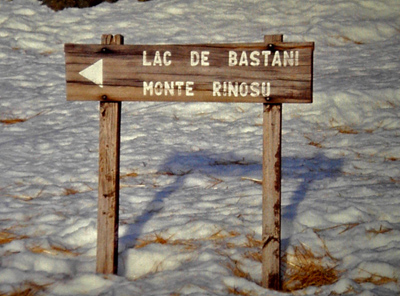 LAC DE BASTANI
MONTE RINOSU